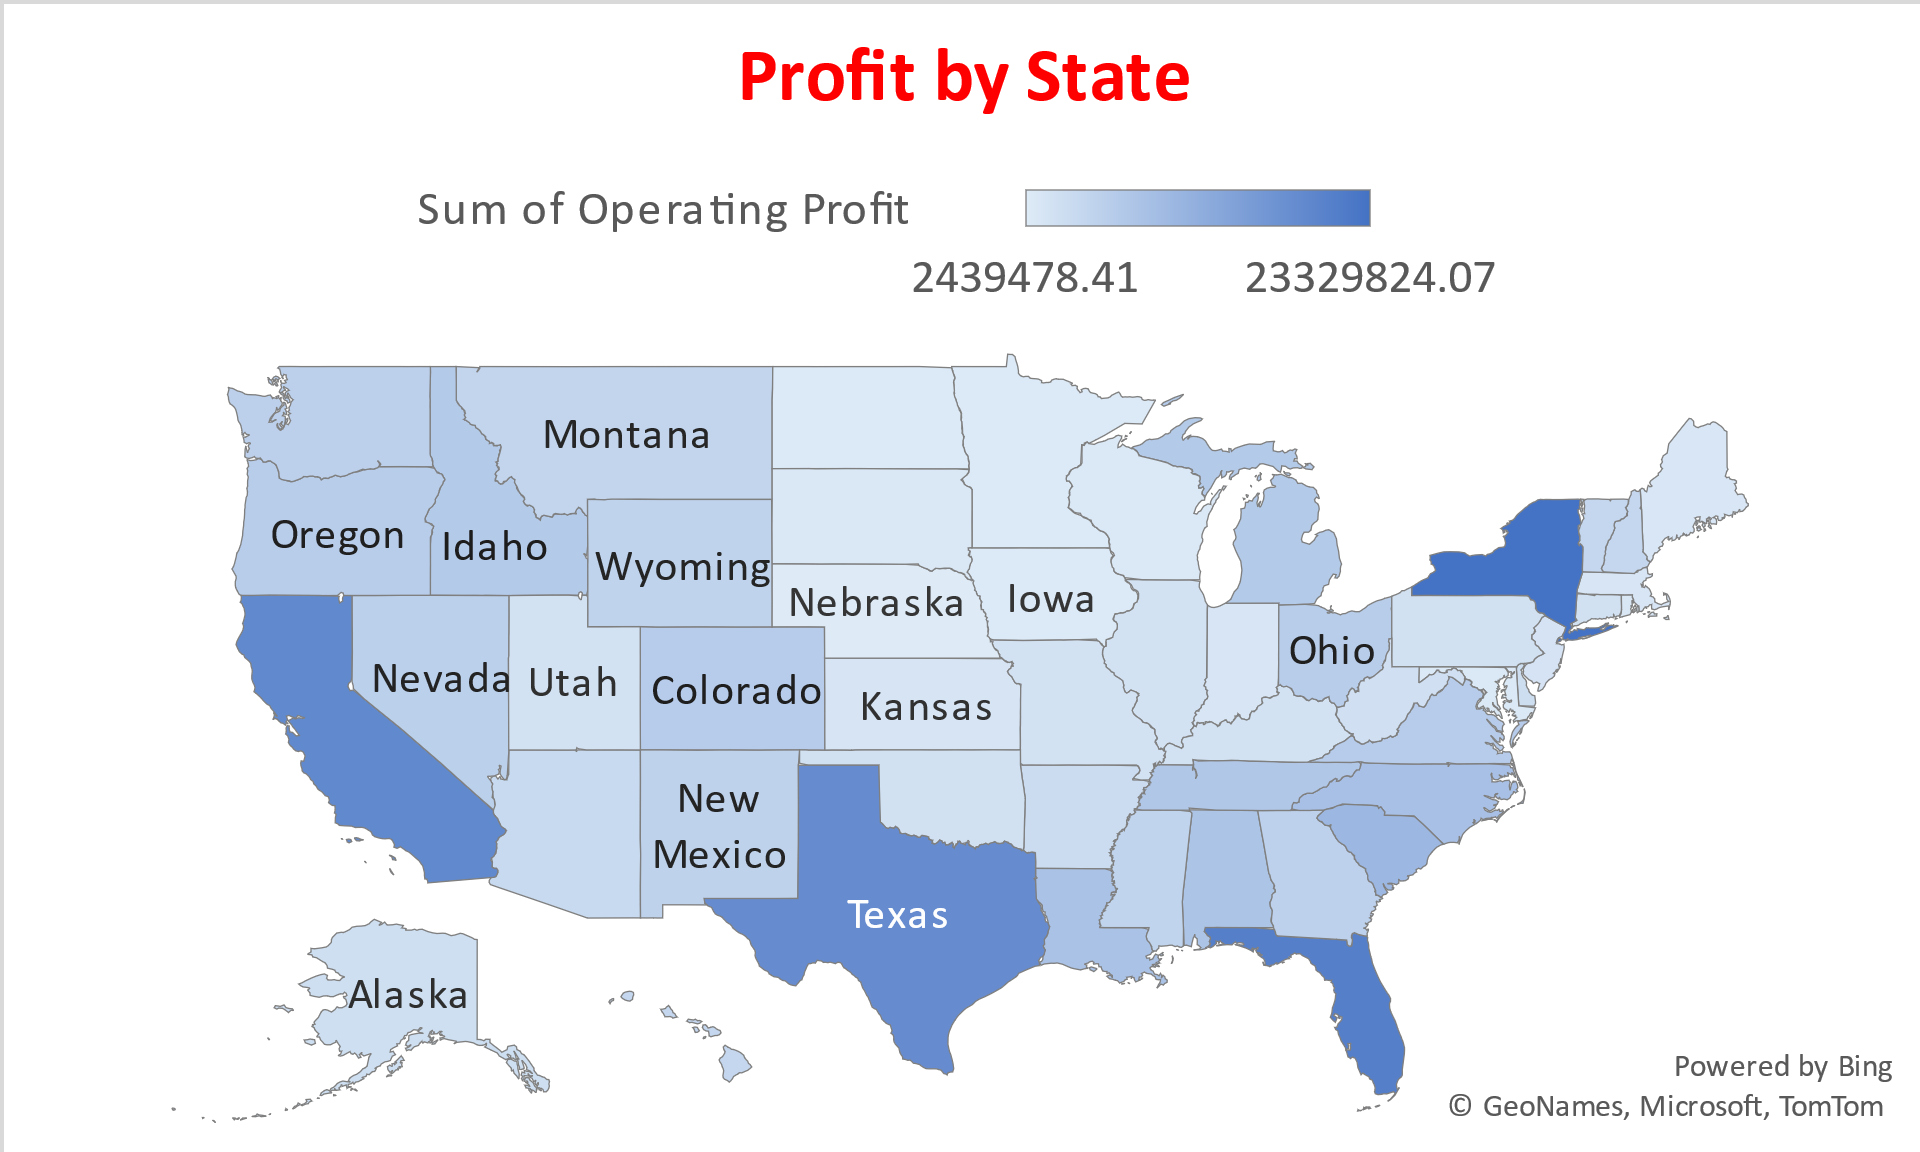 Profit by State
Sum of Operating Profit
2439478.41 23329824.07
Montana
Oregon
Idaho
Wyoming
Nebraska
Iowa
Nevada
Utah
Colorado
Kansas
Ohio
New
Mexico
Texas
Alaska
Powered by Bing
© GeoNames, Microsoft, TomTom